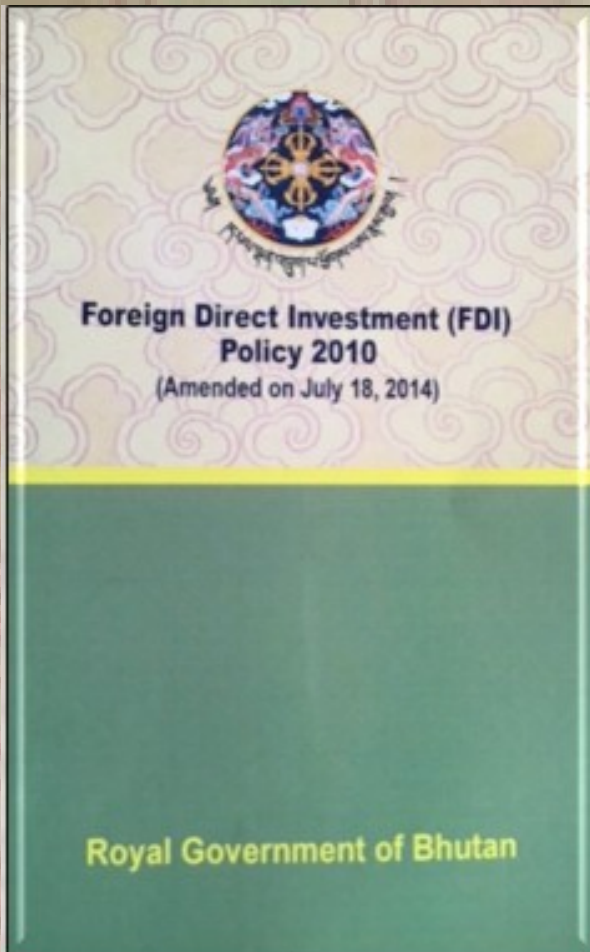 Foreign Direct Investment (FDI)
Policy 2010
(Amended on July 18, 2014)
Royal Government of Bhutan